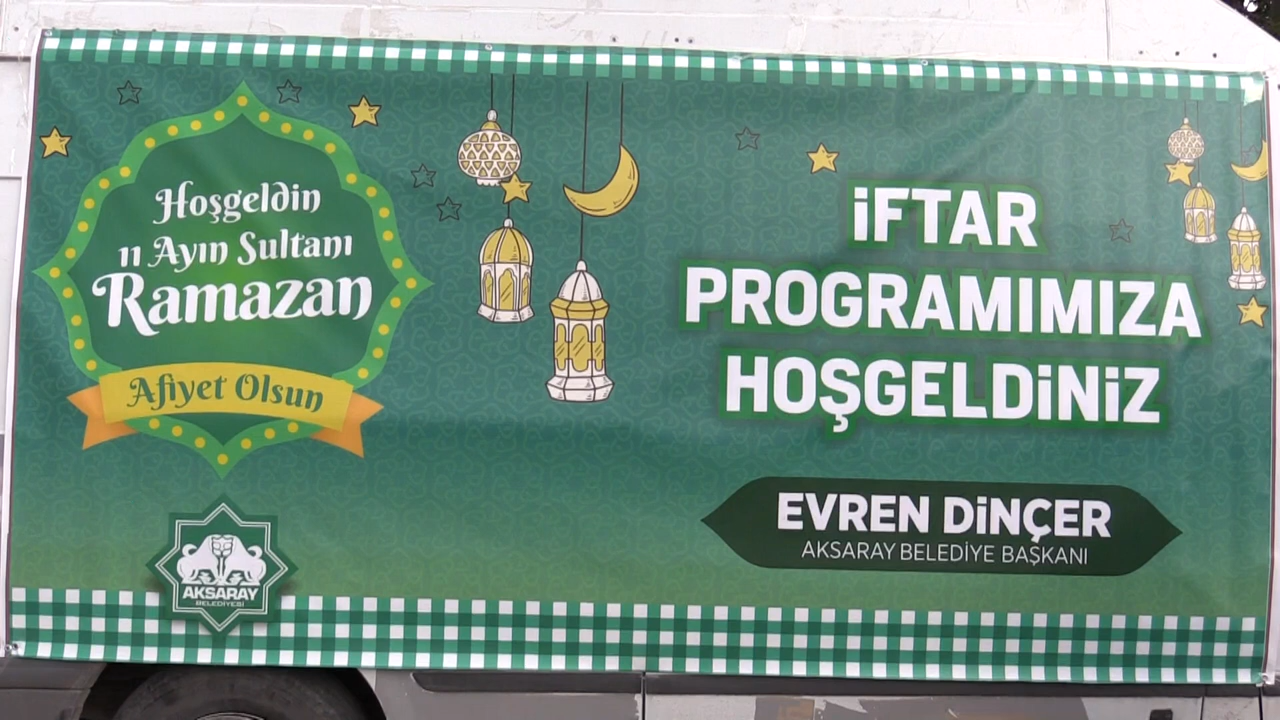 Hoşgeldin
11 Ayın Sultanı
Ramazan
Afiyet Olsun
AKSARAY
BELEDİYESİ
İFTAR
PROGRAMIMIZA
HOŞGELDİNİZ
EVREN DİNÇER
AKSARAY BELEDİYE BAŞKANI